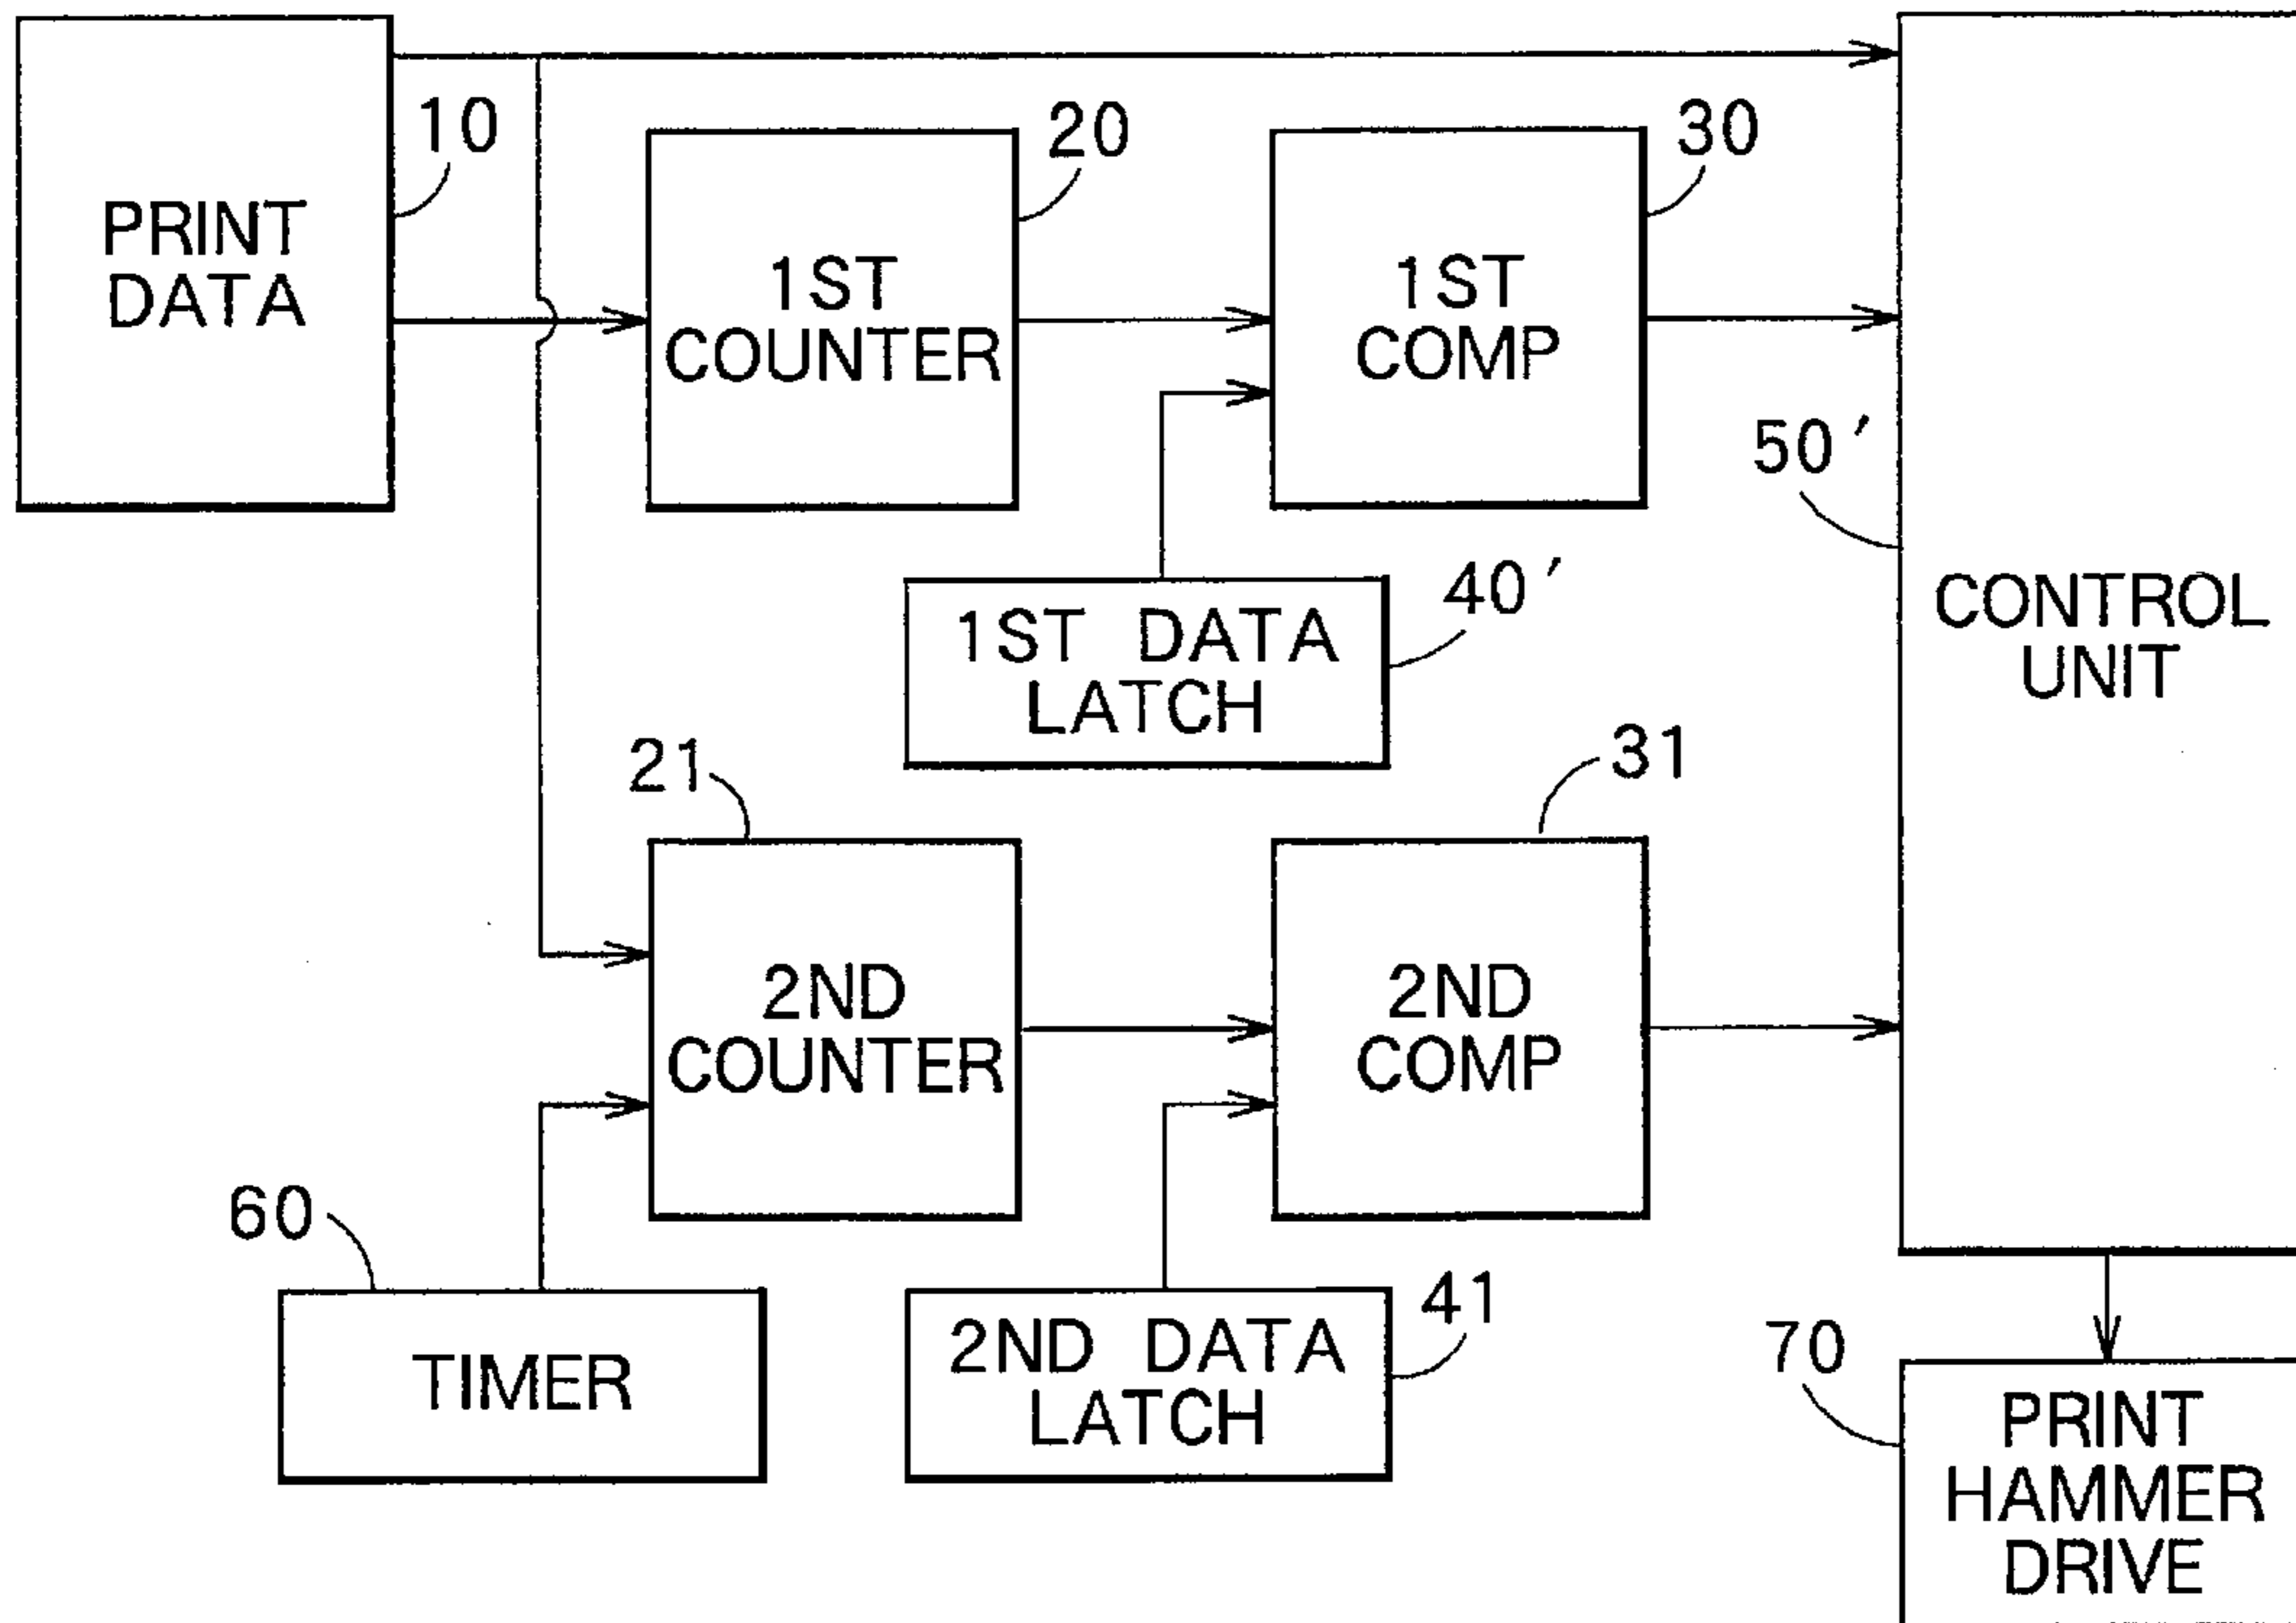 PRINT
DATA
10
1ST
COUNTER
20
1ST
COMP
30
50'
CONTROL
UNIT
1ST DATA
LATCH
40'
21
2ND
COUNTER
31
2ND
COMP
60
TIMER
2ND DATA
LATCH
41
70
PRINT
HAMMER
DRIVE